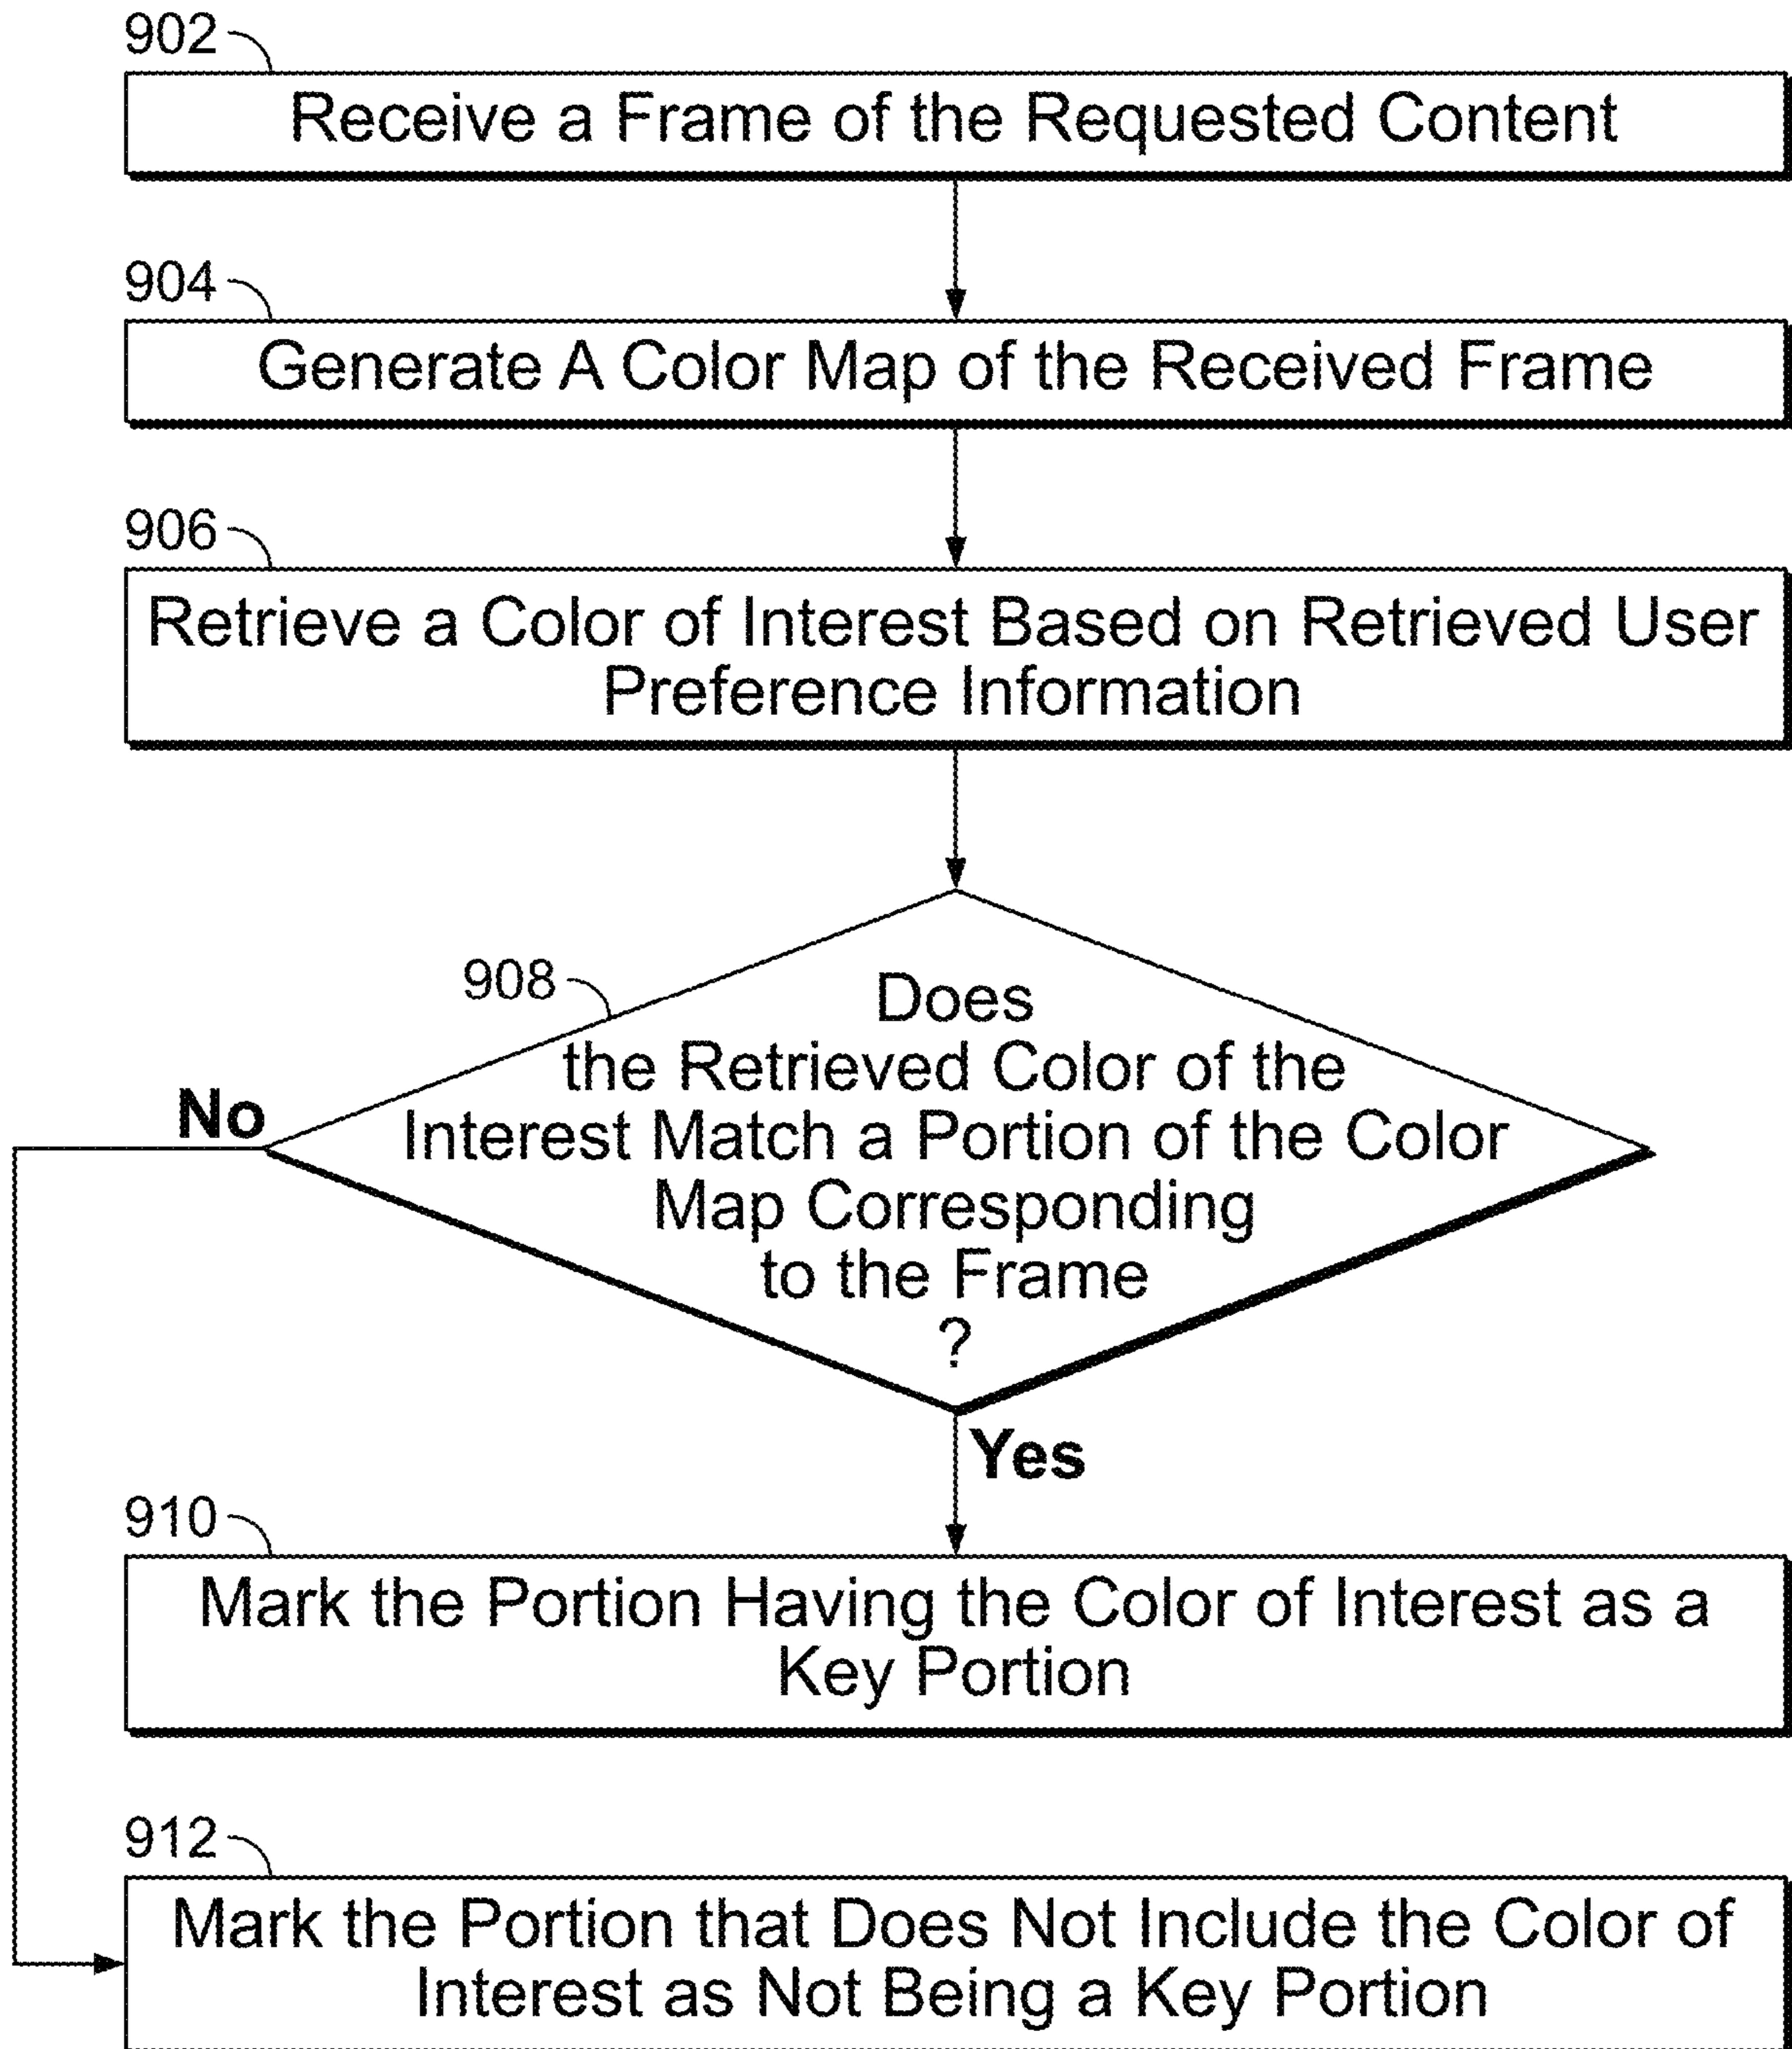 902
Receive a Frame of the Requested Content
904
Generate A Color Map of the Received Frame
906
Retrieve a Color of Interest Based on Retrieved User
Preference Information
908
Does
the Retrieved Color of the
Interest Match a Portion of the Color
Map Corresponding
to the Frame
?
No
Yes
910
Mark the Portion Having the Color of Interest as a
Key Portion
912
Mark the Portion that Does Not Include the Color of
Interest as Not Being a Key Portion